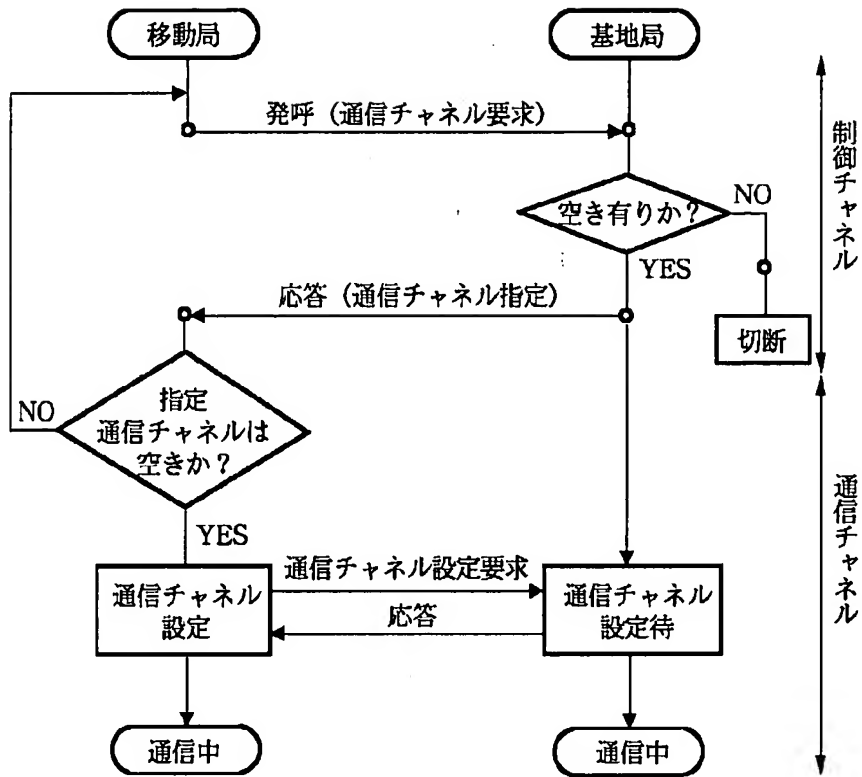 移動局
基地局
発呼（通信チャネル要求）
制御チャネル
空き有りか？
NO
YES
応答（通信チャネル指定）
切断
指定
通信チャネルは
空きか？
NO
YES
通信チャネル
通信チャネル
設定
通信チャネル設定要求
応答
通信チャネル
設定待
通信中
通信中